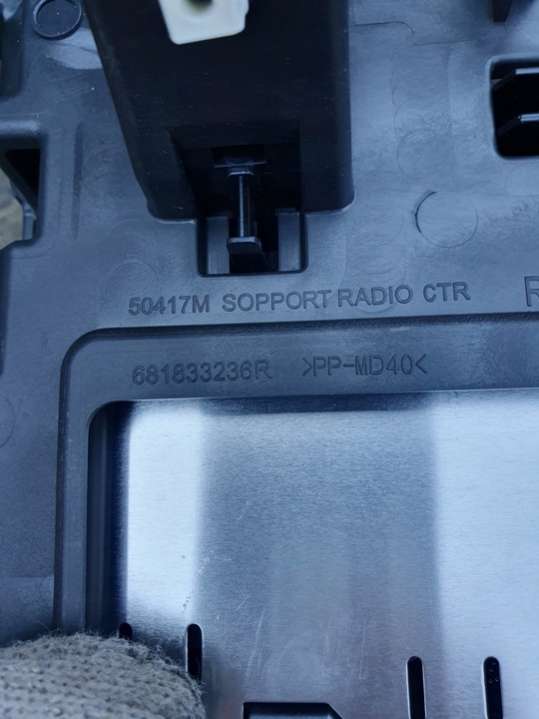 50417M SOPPORT RADIO CTR
R
681833236R >PP-MD40<